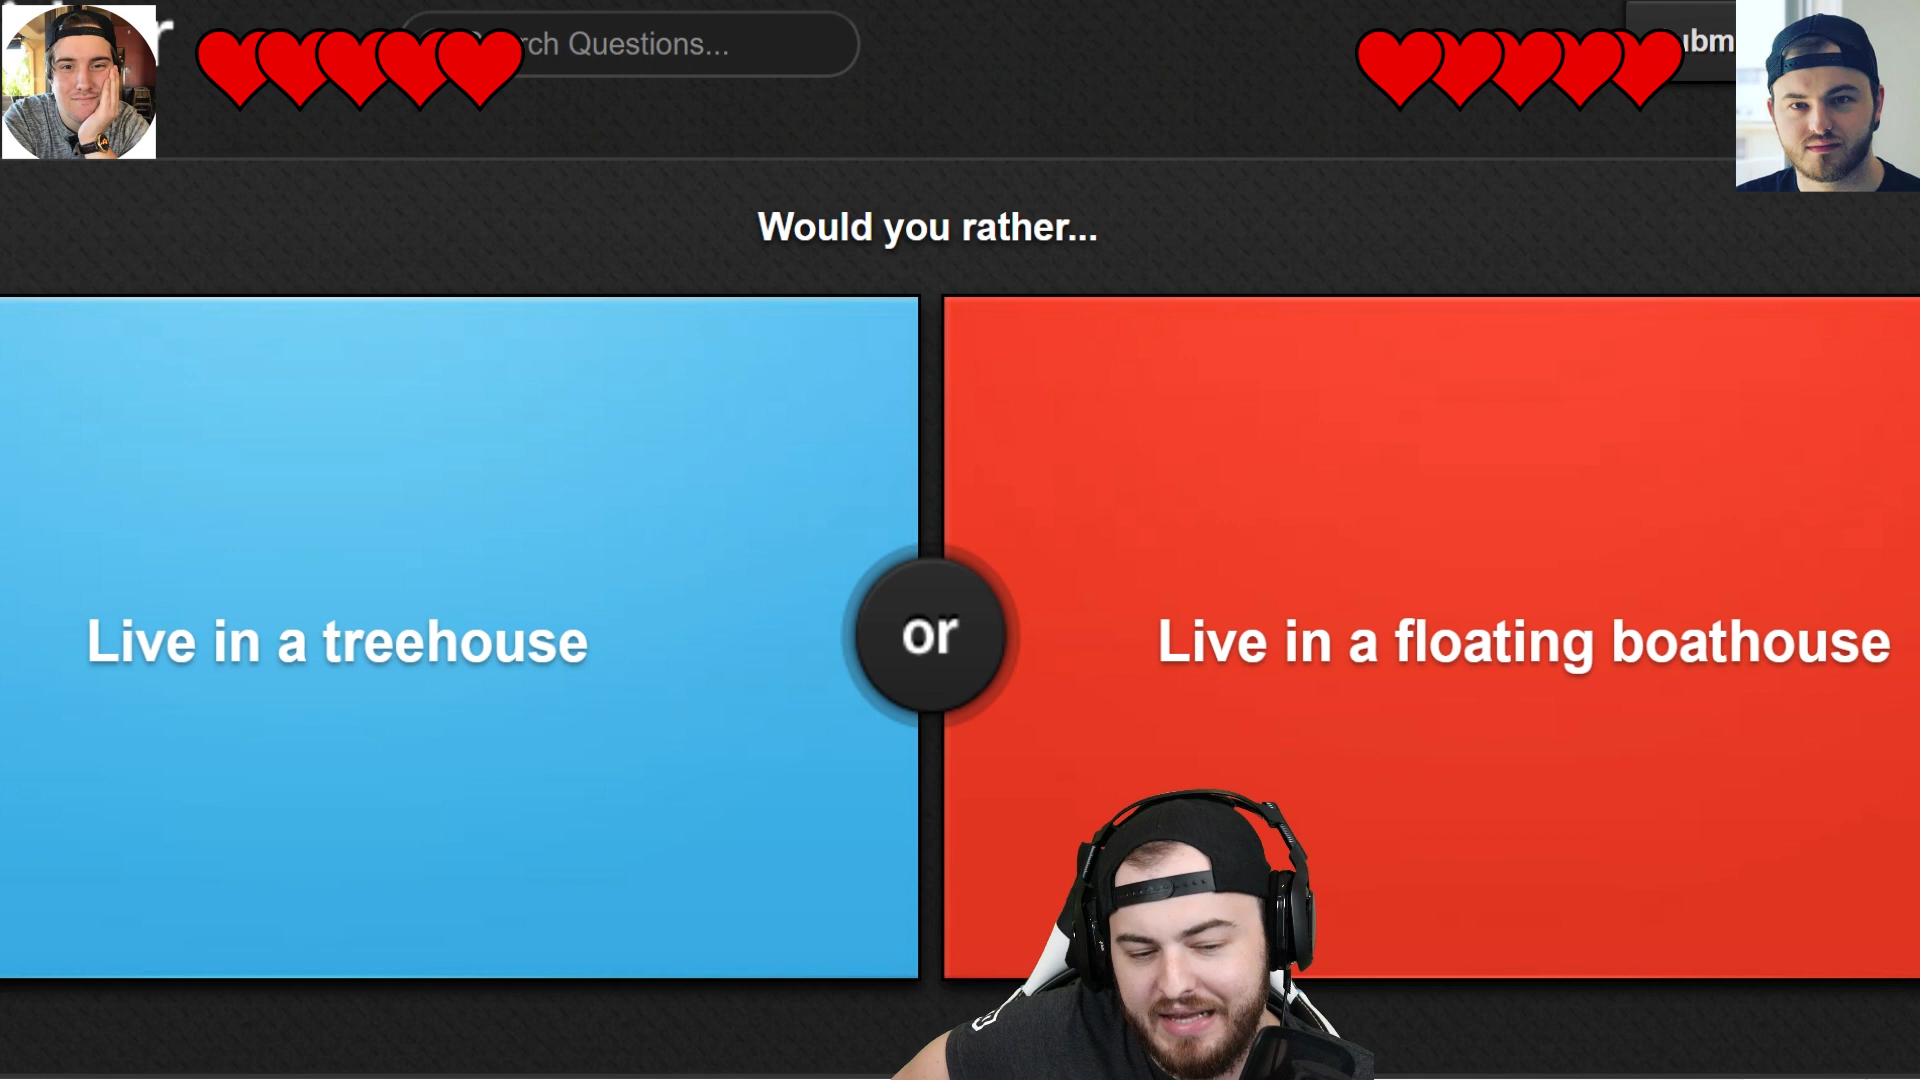 rch Questions...
ubm
Would you rather...
Live in a treehouse
or
Live in a floating boathouse